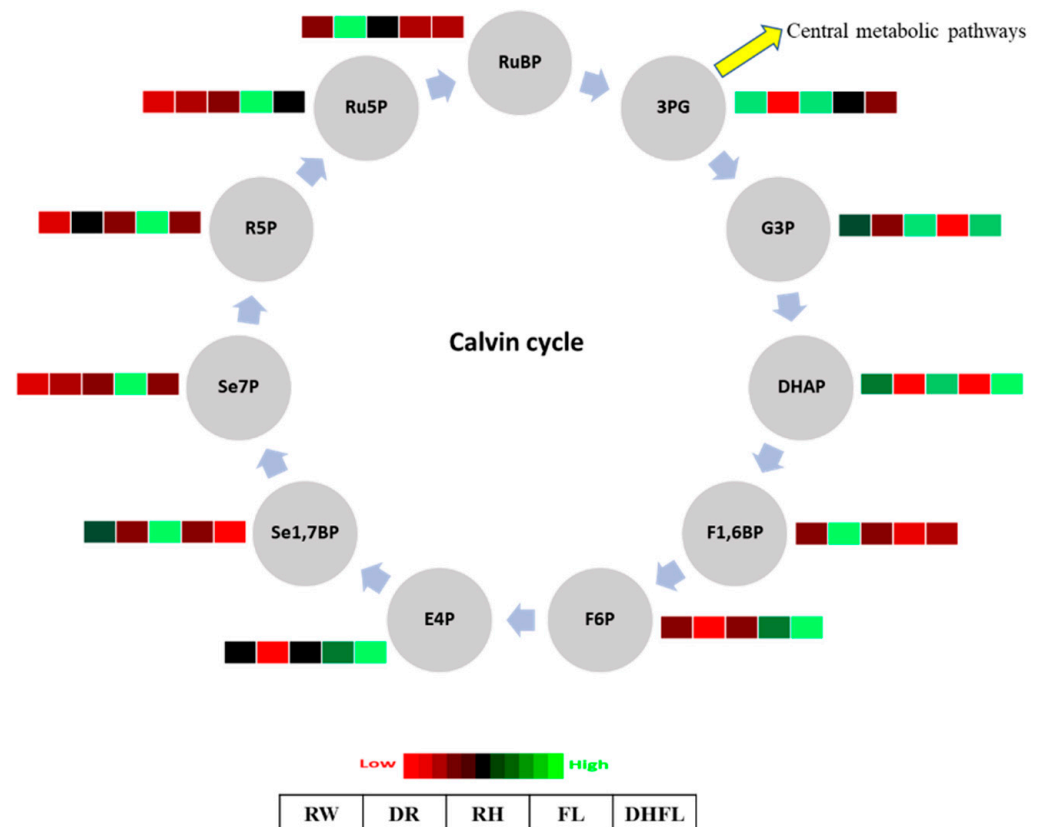 RuBP
Central metabolic pathways
Ru5P
3PG
R5P
G3P
Calvin cycle
Se7P
DHAP
Se1,7BP
F1,6BP
E4P
F6P
Low
High
RW DR RH FL DHFL